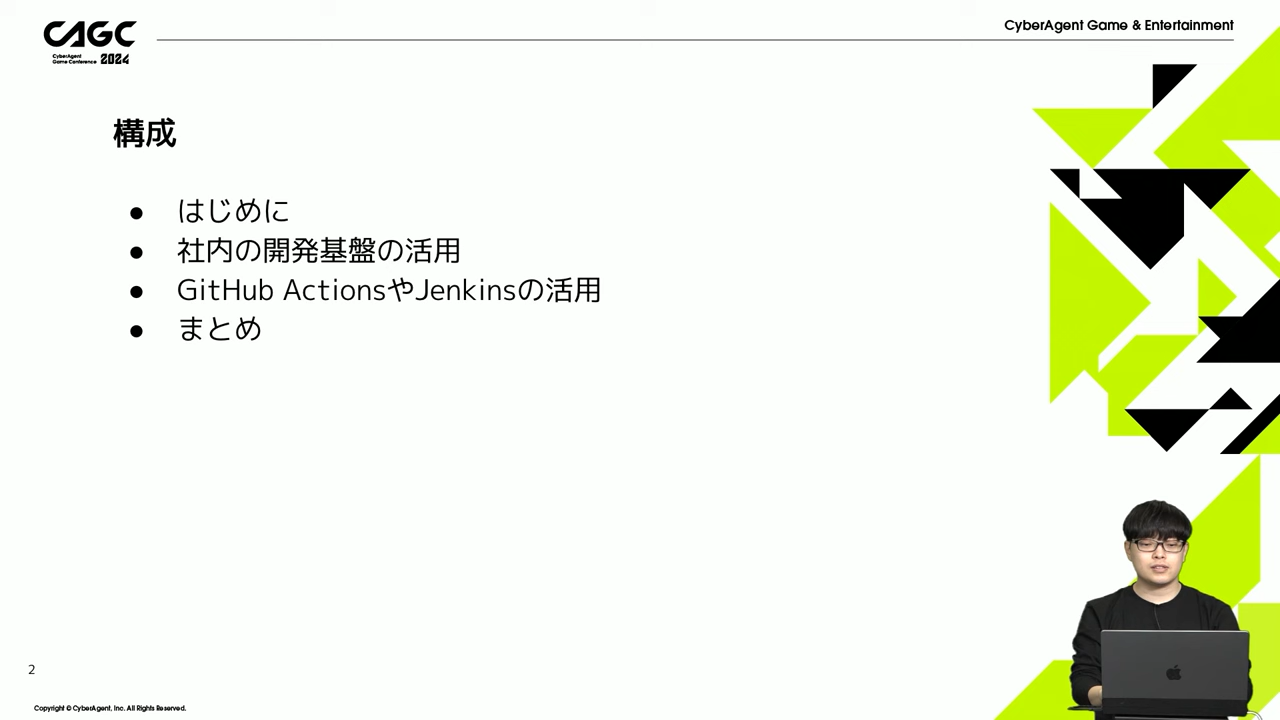 CAGC
CyberAgent
Game Conference 2024
CyberAgent Game & Entertainment
構成
● はじめに
● 社内の開発基盤の活用
● GitHub ActionsやJenkinsの活用
● まとめ
2
Copyright © CyberAgent, Inc. All Rights Reserved.